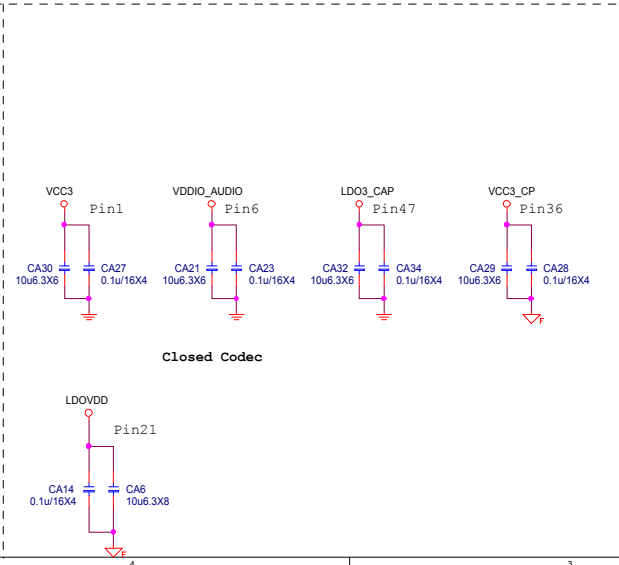 VCC3
Pin1
VDDIO_AUDIO
Pin6
LDO3_CAP
Pin47
VCC3_CP
Pin36
CA30
10u6.3X6
CA27
0.1u/16X4
CA21
10u6.3X6
CA23
0.1u/16X4
CA32
10u6.3X6
CA34
0.1u/16X4
CA29
10u6.3X6
CA28
0.1u/16X4
F
Closed Codec
LDOVDD
Pin21
CA14
0.1u/16X4
CA6
10u6.3X8
F
4
3